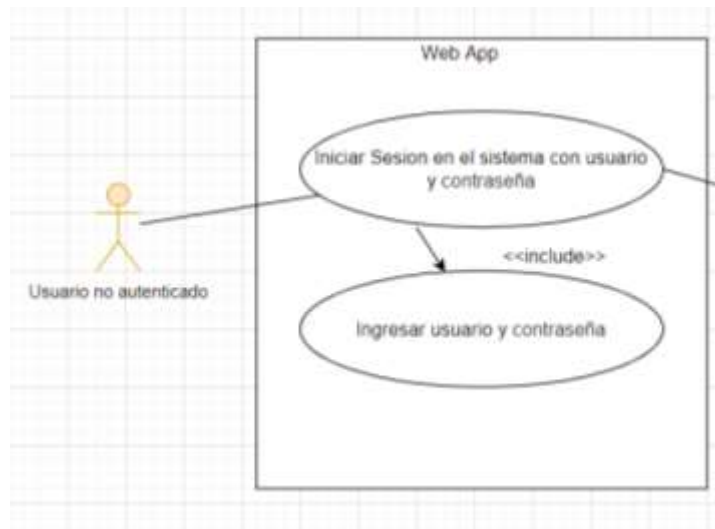 Web App
Iniciar Sesion en el sistema con usuario
y contraseña
<<include>>
Usuario no autenticado
Ingresar usuario y contraseña